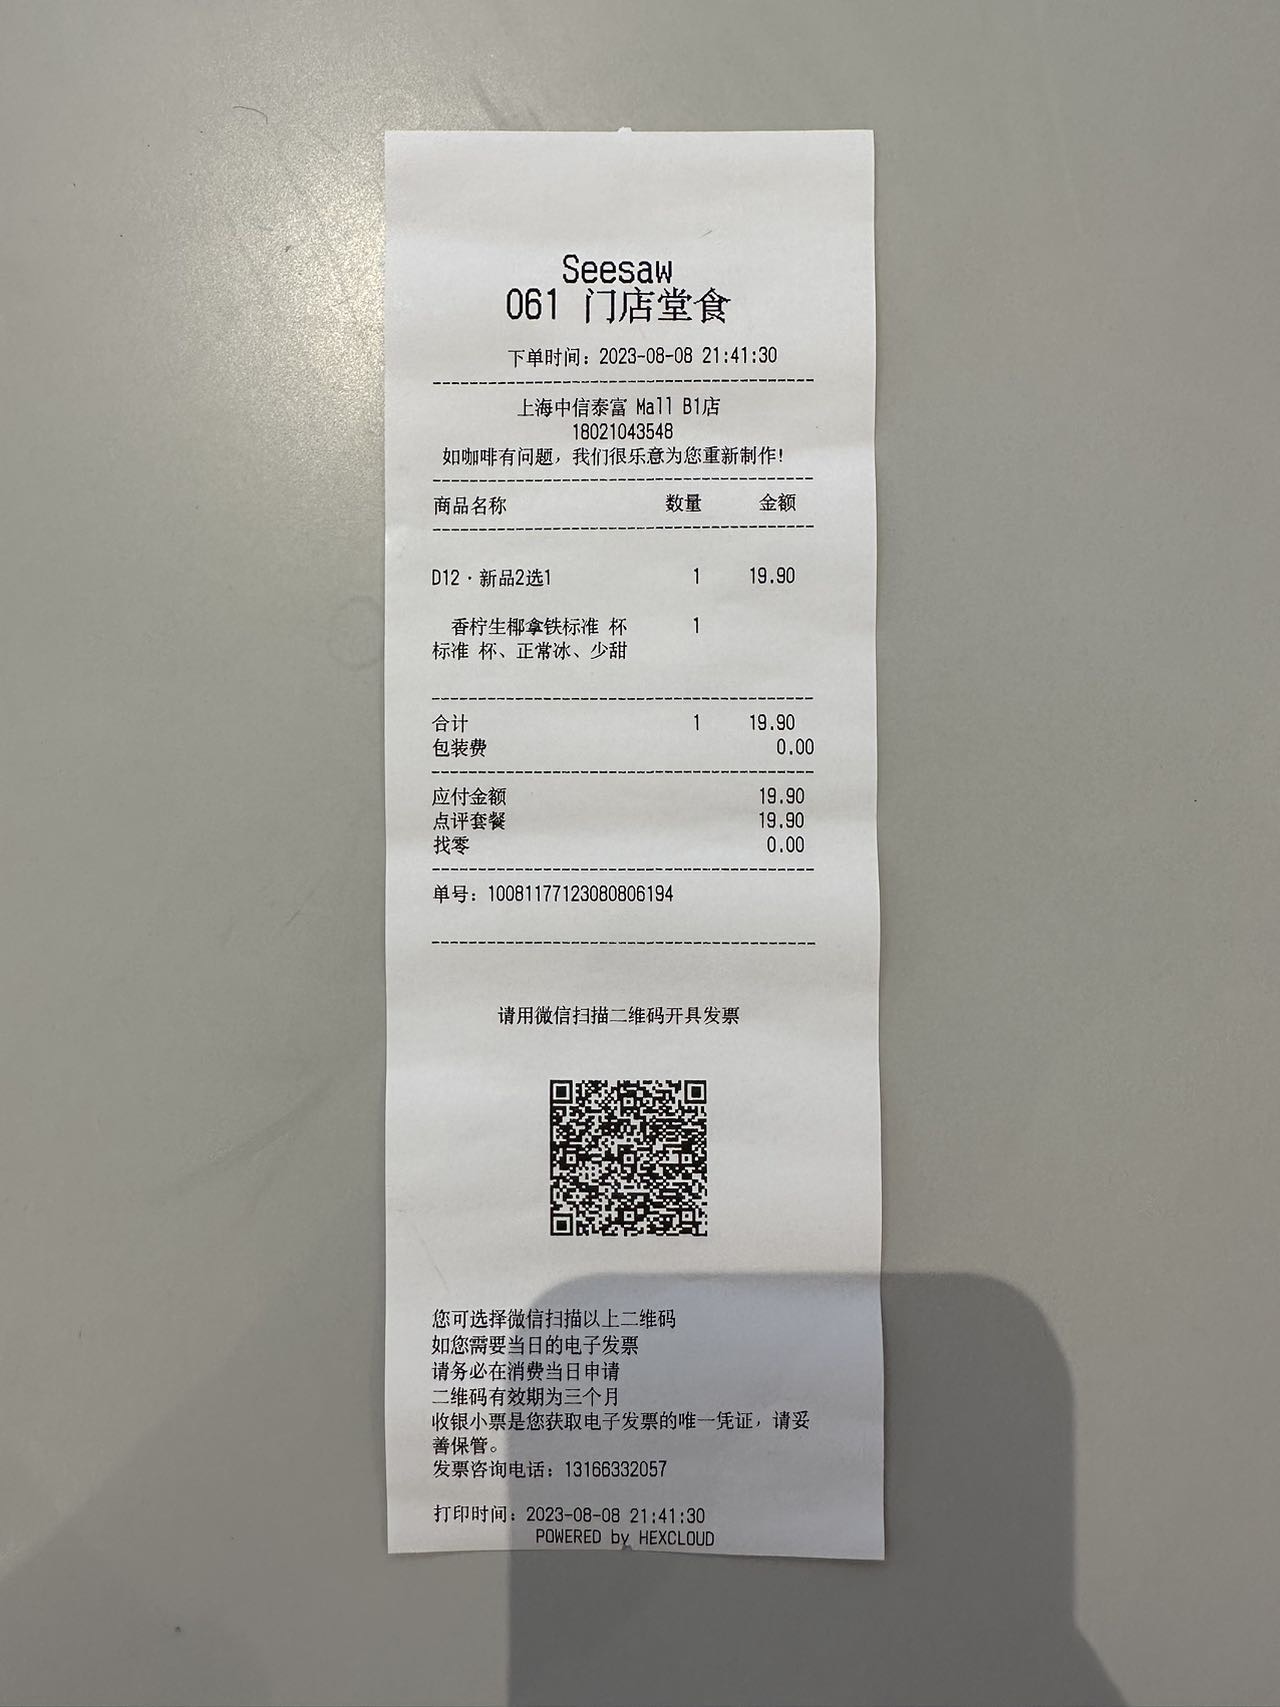 Seesaw
061 门店堂食
下单时间：2023-08-08 21:41:30
上海中信泰富 Mall B1店
18021043548
如咖啡有问题，我们很乐意为您重新制作!
商品名称 数量 金额
D12·新品2选1 1 19.90
香柠生椰拿铁标准 杯 1
标准 杯、正常冰、少甜
合计 1 19.90
包装费 0.00
应付金额 19.90
点评套餐 19.90
找零 0.00
单号：10081177123080806194
请用微信扫描二维码开具发票
您可选择微信扫描以上二维码
如您需要当日的电子发票
请务必在消费当日申请
二维码有效期为三个月
收银小票是您获取电子发票的唯一凭证，请妥
善保管。
发票咨询电话：13166332057
打印时间：2023-08-08 21:41:30
POWERED by HEXCLOUD